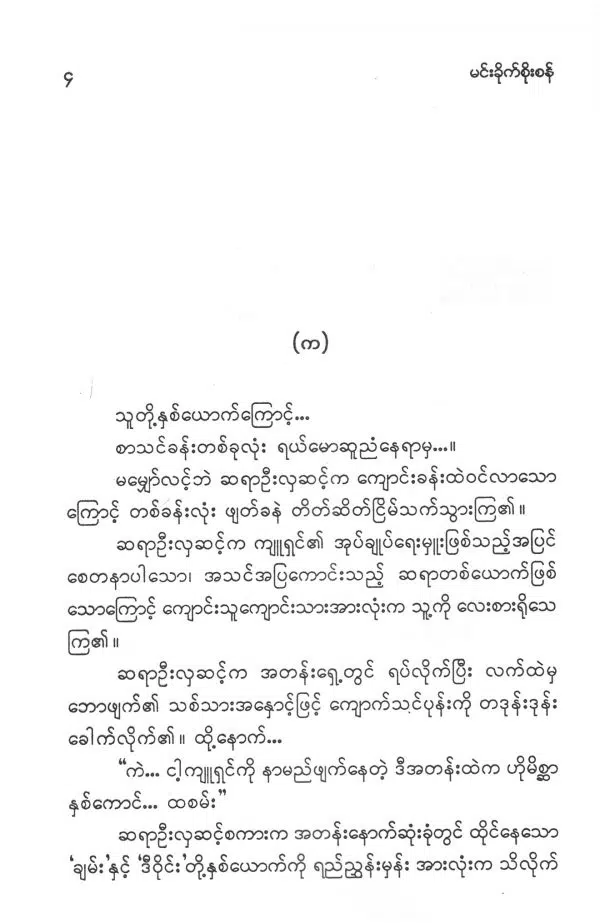 ၄
မင်းခိုက်စိုးစန်
(က)
သူတို့နှစ်ယောက်ကြောင့်...
စာသင်ခန်းတစ်ခုလုံး ရယ်မောဆူညံနေရာမှ...။
မမျှော်လင့်ဘဲ ဆရာဦးလှဆင့်က ကျောင်းခန်းထဲဝင်လာသော
ကြောင့် တစ်ခန်းလုံး ဖျတ်ခနဲ တိတ်ဆိတ်ငြိမ်သက်သွားကြ၏။
ဆရာဦးလှဆင့်က ကျူရှင်၏ အုပ်ချုပ်ရေးမှူးဖြစ်သည့်အပြင်
စေတနာပါသော၊ အသင်အပြကောင်းသည့် ဆရာတစ်ယောက်ဖြစ်
သောကြောင့် ကျောင်းသူကျောင်းသားအားလုံးက သူ့ကို လေးစားရိုသေ
ကြ၏။
ဆရာဦးလှဆင့်က အတန်းရှေ့တွင် ရပ်လိုက်ပြီး လက်ထဲမှ
ဘောဖျက်၏ သစ်သားအနှောင့်ဖြင့် ကျောက်သင်ပုန်းကို တဒုန်းဒုန်း
ခေါက်လိုက်၏။ ထို့နောက်...
“ကဲ... ငါ့ကျူရှင်ကို နာမည်ဖျက်နေတဲ့ ဒီအတန်းထဲက ဟိုမိစ္ဆာ
နှစ်ကောင်... ထစမ်း”
ဆရာဦးလှဆင့်စကားက အတန်းနောက်ဆုံးခုံတွင် ထိုင်နေသော
‘ချမ်း’နှင့် ‘ဒီဝိုင်း’တို့နှစ်ယောက်ကို ရည်ညွှန်းမှန်း အားလုံးက သိလိုက်